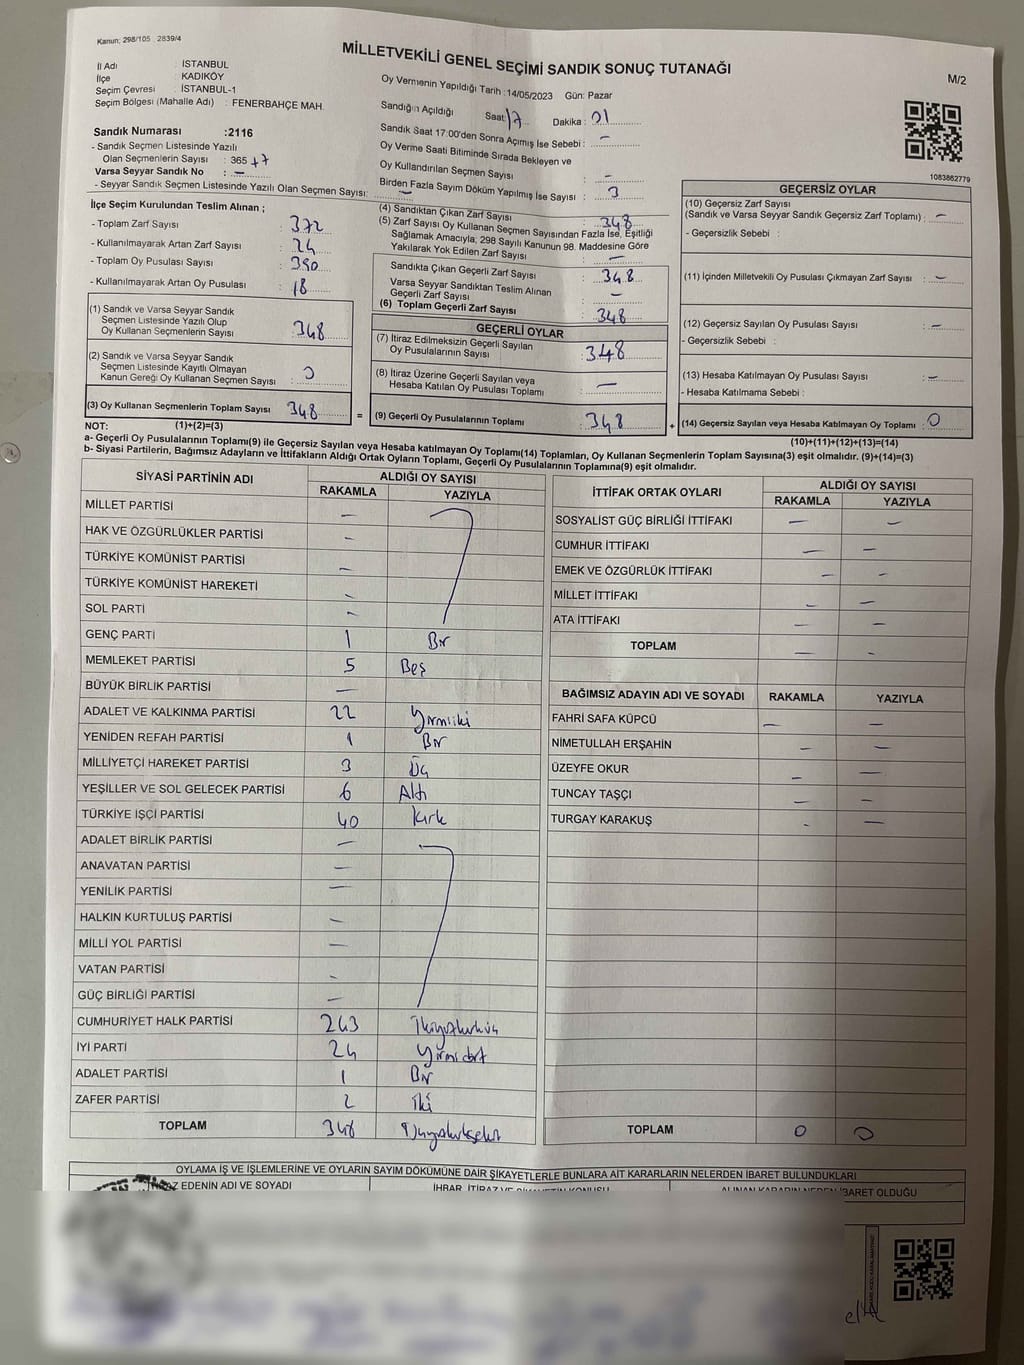 Kanun; 298/105 2839/4
MİLLETVEKİLİ GENEL SEÇİMİ SANDIK SONUÇ TUTANAĞI
M/2
İl Adı : İSTANBUL
İlçe : KADIKÖY
Seçim Çevresi : İSTANBUL-1
Seçim Bölgesi (Mahalle Adı) : FENERBAHÇE MAH.
Sandık Numarası :2116
- Sandık Seçmen Listesinde Yazılı
Olan Seçmenlerin Sayısı : 365 +7
Varsa Seyyar Sandık No : -
- Seyyar Sandık Seçmen Listesinde Yazılı Olan Seçmen Sayısı: -
Oy Vermenin Yapıldığı Tarih :14/05/2023 Gün: Pazar
Sandığın Açıldığı Saat: 17 Dakika : 01
Sandık Saat 17:00'den Sonra Açımış İse Sebebi : -
Oy Verme Saati Bitiminde Sırada Bekleyen ve
Oy Kullandırılan Seçmen Sayısı : -
Birden Fazla Sayım Döküm Yapılmış İse Sayısı : 3
1083862779
İlçe Seçim Kurulundan Teslim Alınan ;
- Toplam Zarf Sayısı : 372
- Kullanılmayarak Artan Zarf Sayısı : 24
- Toplam Oy Pusulası Sayısı : 390
- Kullanılmayarak Artan Oy Pusulası : 18
(1) Sandık ve Varsa Seyyar Sandık
Seçmen Listesinde Yazılı Olup
Oy Kullanan Seçmenlerin Sayısı : 348
(2) Sandık ve Varsa Seyyar Sandık
Seçmen Listesinde Kayıtlı Olmayan
Kanun Gereği Oy Kullanan Seçmen Sayısı :
(3) Oy Kullanan Seçmenlerin Toplam Sayısı : 348
(4) Sandıktan Çıkan Zarf Sayısı : 348
(5) Zarf Sayısı Oy Kullanan Seçmen Sayısından Fazla İse, Eşitliği
Sağlamak Amacıyla; 298 Sayılı Kanunun 98. Maddesine Göre
Yakılarak Yok Edilen Zarf Sayısı : -
Sandıkta Çıkan Geçerli Zarf Sayısı : 348
Varsa Seyyar Sandıktan Teslim Alınan
Geçerli Zarf Sayısı : -
(6) Toplam Geçerli Zarf Sayısı : 348
GEÇERLİ OYLAR
(7) İtiraz Edilmeksizin Geçerli Sayılan
Oy Pusulalarının Sayısı : 348
(8) İtiraz Üzerine Geçerli Sayılan veya
Hesaba Katılan Oy Pusulası Toplamı : -
= (9) Geçerli Oy Pusulalarının Toplamı : 348
GEÇERSİZ OYLAR
(10) Geçersiz Zarf Sayısı
(Sandık ve Varsa Seyyar Sandık Geçersiz Zarf Toplamı) : -
- Geçersizlik Sebebi :
(11) İçinden Milletvekili Oy Pusulası Çıkmayan Zarf Sayısı : -
(12) Geçersiz Sayılan Oy Pusulası Sayısı : -
- Geçersizlik Sebebi :
(13) Hesaba Katılmayan Oy Pusulası Sayısı : -
- Hesaba Katılmama Sebebi :
+ (14) Geçersiz Sayılan veya Hesaba Katılmayan Oy Toplamı : 0
NOT: (1)+(2)=(3)
(10)+(11)+(12)+(13)=(14)
a- Geçerli Oy Pusulalarının Toplamı(9) ile Geçersiz Sayılan veya Hesaba katılmayan Oy Toplamı(14) Toplamları, Oy Kullanan Seçmenlerin Toplam Sayısına(3) eşit olmalıdır. (9)+(14)=(3)
b- Siyasi Partilerin, Bağımsız Adayların ve İttifakların Aldığı Ortak Oyların Toplamı, Geçerli Oy Pusulalarının Toplamına(9) eşit olmalıdır.
SİYASİ PARTİNİN ADI ALDIĞI OY SAYISI
RAKAMLA YAZIYLA
MİLLET PARTİSİ -
HAK VE ÖZGÜRLÜKLER PARTİSİ -
TÜRKİYE KOMÜNİST PARTİSİ -
TÜRKİYE KOMÜNİST HAREKETİ -
SOL PARTİ -
GENÇ PARTİ 1 Bir
MEMLEKET PARTİSİ 5 Beş
BÜYÜK BİRLİK PARTİSİ -
ADALET VE KALKINMA PARTİSİ 22 Yirmiiki
YENİDEN REFAH PARTİSİ 1 Bir
MİLLİYETÇİ HAREKET PARTİSİ 3 Üç
YEŞİLLER VE SOL GELECEK PARTİSİ 6 Altı
TÜRKİYE İŞÇİ PARTİSİ 40 Kırk
ADALET BİRLİK PARTİSİ -
ANAVATAN PARTİSİ -
YENİLİK PARTİSİ -
HALKIN KURTULUŞ PARTİSİ -
MİLLİ YOL PARTİSİ -
VATAN PARTİSİ -
GÜÇ BİRLİĞİ PARTİSİ -
CUMHURİYET HALK PARTİSİ 243 İkiyüzkırküç
İYİ PARTİ 24 Yirmidört
ADALET PARTİSİ 1 Bir
ZAFER PARTİSİ 2 İki
TOPLAM 348 Üçyüzkırksekiz
İTTİFAK ORTAK OYLARI ALDIĞI OY SAYISI
RAKAMLA YAZIYLA
SOSYALİST GÜÇ BİRLİĞİ İTTİFAKI - -
CUMHUR İTTİFAKI - -
EMEK VE ÖZGÜRLÜK İTTİFAKI - -
MİLLET İTTİFAKI - -
ATA İTTİFAKI - -
TOPLAM - -
BAĞIMSIZ ADAYIN ADI VE SOYADI RAKAMLA YAZIYLA
FAHRİ SAFA KÜPCÜ - -
NİMETULLAH ERŞAHİN - -
ÜZEYFE OKUR - -
TUNCAY TAŞÇI - -
TURGAY KARAKUŞ - -
TOPLAM 0 0
OYLAMA İŞ VE İŞLEMLERİNE VE OYLARIN SAYIM DÖKÜMÜNE DAİR ŞİKAYETLERLE BUNLARA AİT KARARLARIN NELERDEN İBARET BULUNDUKLARI
EDENİN ADI VE SOYADI
İHBAR, İTİRAZ VE ŞİKAYETİN KONUSU
ALINAN KARARIN NEDEN İBARET OLDUĞU